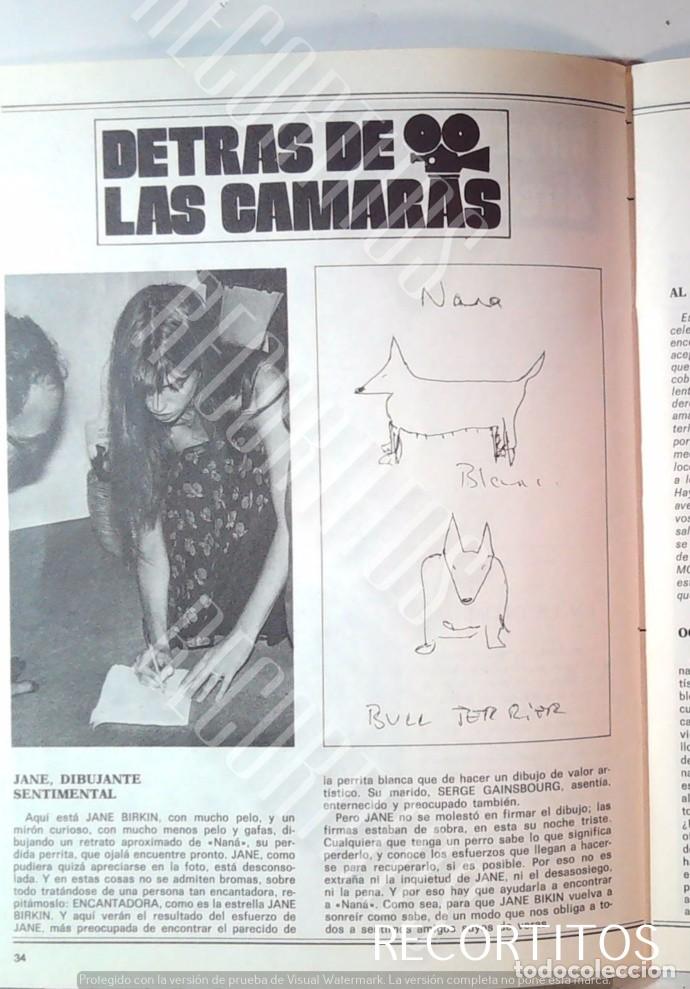 DETRAS DE
LAS CAMARAS
Nana
Blanc
BULL TERRIER
JANE, DIBUJANTE
SENTIMENTAL
Aquí está JANE BIRKIN, con mucho pelo, y un
mirón curioso, con mucho menos pelo y gafas, di-
bujando un retrato aproximado de «Naná», su per-
dida perrita, que ojalá encuentre pronto. JANE, como
pudiera quizá apreciarse en la foto, está desconso-
lada. Y en estas cosas no se admiten bromas, sobre
todo tratándose de una persona tan encantadora, re-
pitámoslo: ENCANTADORA, como es la estrella JANE
BIRKIN. Y aquí verán el resultado del esfuerzo de
JANE, más preocupada de encontrar el parecido de
la perrita blanca que de hacer un dibujo de valor ar-
tístico. Su marido, SERGE GAINSBOURG, asentía,
enternecido y preocupado también.
Pero JANE no se molestó en firmar el dibujo; las
firmas estaban de sobra, en esta su noche triste.
Cualquiera que tenga un perro sabe lo que significa
perderlo, y conoce los esfuerzos que llegan a hacer-
se para recuperarlo, si es posible. Por eso no es
extraña ni la inquietud de JANE, ni el desasosiego,
ni la pena. Y por eso hay que ayudarla a encontrar
a «Naná». Como sea, para que JANE BIKIN vuelva a
sonreír como sabe, de un modo que nos obliga a to-
dos a sentirnos amigos suyos de veras.
34
AL
RECORTITOS
todocoleccion
Protegido con la versión de prueba de Visual Watermark. La versión completa no pone esta marca.